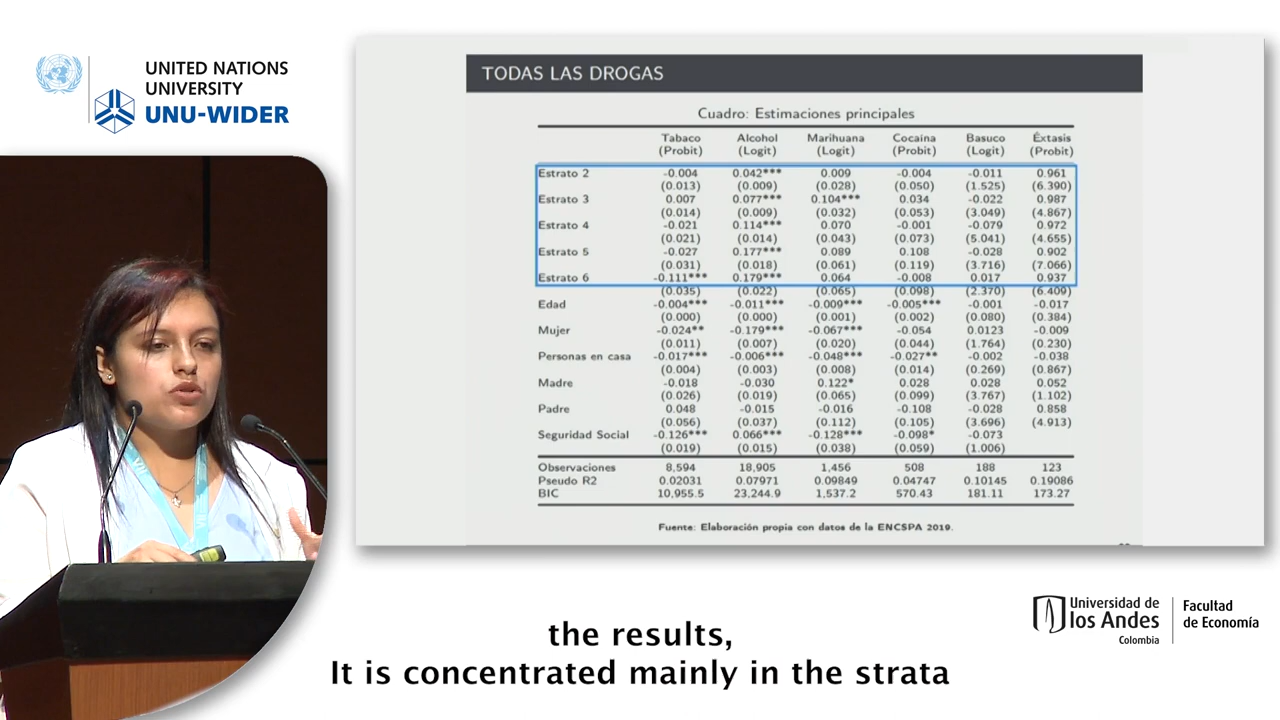 UNITED NATIONS
UNIVERSITY
UNU-WIDER
TODAS LAS DROGAS
Cuadro: Estimaciones principales
Tabaco Alcohol Marihuana Cocaína Basuco Éxtasis
(Probit) (Logit) (Logit) (Probit) (Logit) (Probit)
Estrato 2 -0.004 0.042*** 0.009 -0.004 -0.011 0.961
(0.013) (0.009) (0.028) (0.050) (1.525) (6.390)
Estrato 3 0.007 0.077*** 0.104*** 0.034 -0.022 0.987
(0.014) (0.009) (0.032) (0.053) (3.049) (4.867)
Estrato 4 -0.021 0.114*** 0.070 -0.001 -0.079 0.972
(0.021) (0.014) (0.043) (0.073) (5.041) (4.655)
Estrato 5 -0.027 0.177*** 0.089 0.108 -0.028 0.902
(0.031) (0.018) (0.061) (0.119) (3.716) (7.066)
Estrato 6 -0.111*** 0.179*** 0.064 -0.008 0.017 0.937
(0.035) (0.022) (0.065) (0.098) (2.370) (6.409)
Edad -0.004*** -0.011*** -0.009*** -0.005*** -0.001 -0.017
(0.000) (0.000) (0.001) (0.002) (0.080) (0.384)
Mujer -0.024** -0.179*** -0.067*** -0.054 0.0123 -0.009
(0.011) (0.007) (0.020) (0.044) (1.764) (0.230)
Personas en casa -0.017*** -0.006*** -0.048*** -0.027** -0.002 -0.038
(0.004) (0.003) (0.008) (0.014) (0.269) (0.867)
Madre -0.018 -0.030 0.122* 0.028 0.028 0.052
(0.026) (0.019) (0.065) (0.099) (3.767) (1.102)
Padre 0.048 -0.015 -0.016 -0.108 -0.028 0.858
(0.056) (0.037) (0.112) (0.105) (3.696) (4.913)
Seguridad Social -0.126*** 0.066*** -0.128*** -0.098* -0.073
(0.019) (0.015) (0.038) (0.059) (1.006)
Observaciones 8,594 18,905 1,456 508 188 123
Pseudo R2 0.02031 0.07971 0.09849 0.04747 0.10145 0.19086
BIC 10,955.5 23,244.9 1,537.2 570.43 181.11 173.27
Fuente: Elaboración propia con datos de la ENCSPA 2019.
Universidad de
los Andes
Colombia
Facultad
de Economía
the results,
It is concentrated mainly in the strata